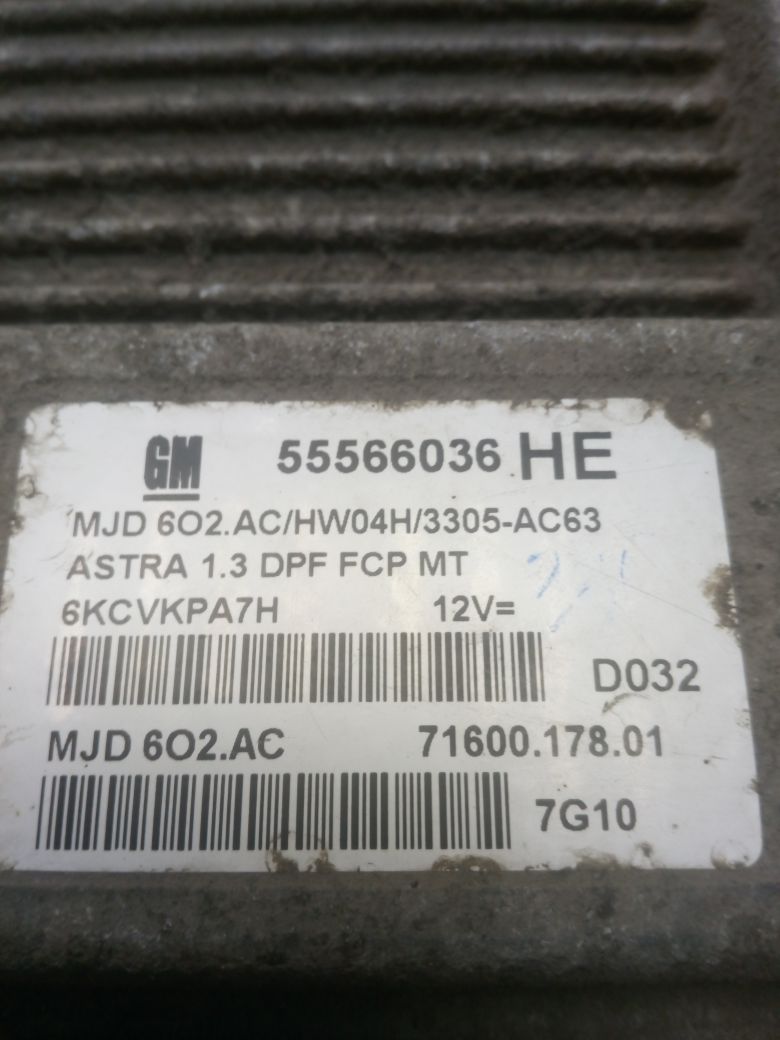 GM 55566036 HE
MJD 6O2.AC/HW04H/3305-AC63
ASTRA 1.3 DPF FCP MT
6KCVKPA7H 12V=
D032
MJD 6O2.AC 71600.178.01
7G10